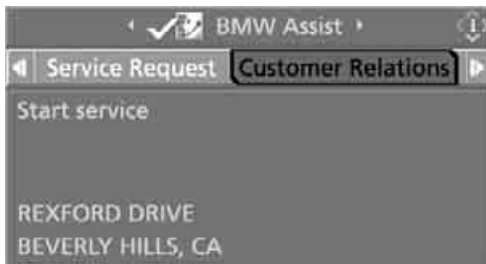 BMW Assist
Service Request Customer Relations
Start service
REXFORD DRIVE
BEVERLY HILLS, CA